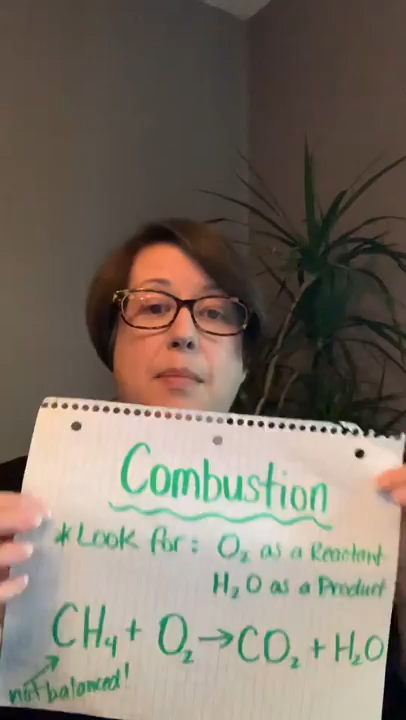 Combustion
*Look for: O₂ as a Reactant
H₂O as a Product
CH₄ + O₂ → CO₂ + H₂O
not balanced!